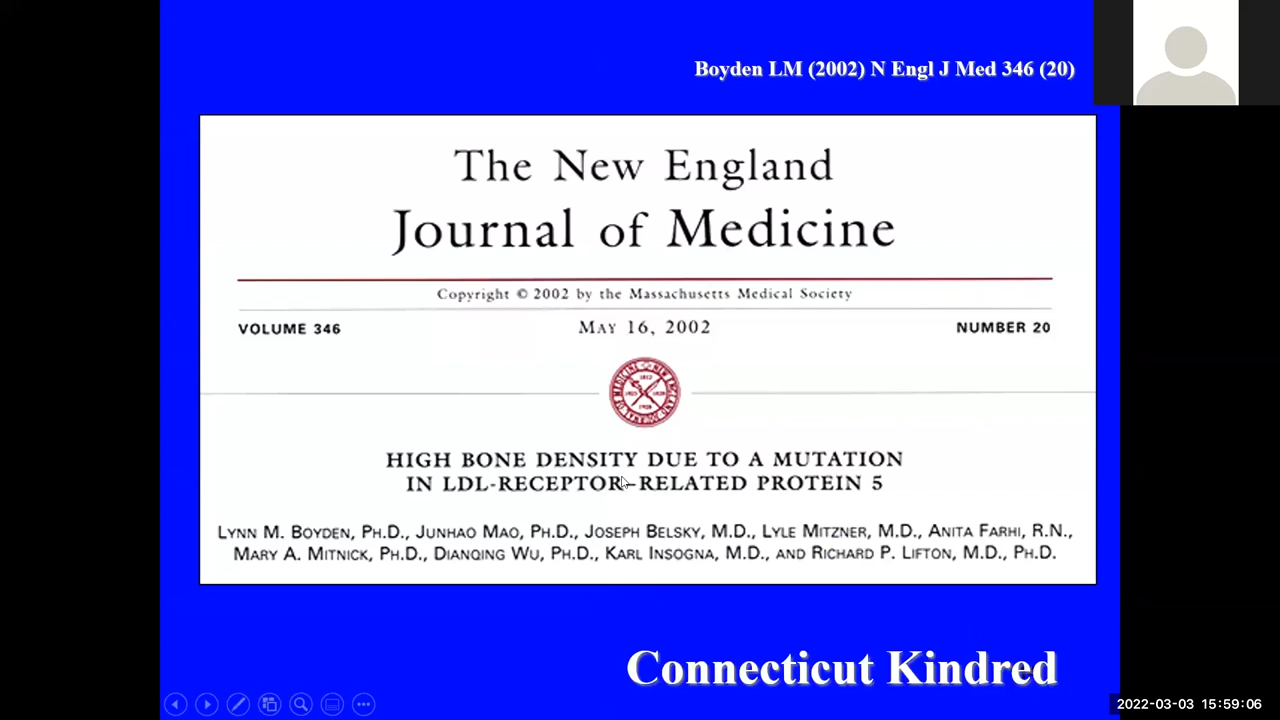 Boyden LM (2002) N Engl J Med 346 (20)
The New England
Journal of Medicine
Copyright © 2002 by the Massachusetts Medical Society
VOLUME 346 MAY 16, 2002 NUMBER 20
HIGH BONE DENSITY DUE TO A MUTATION
IN LDL-RECEPTOR–RELATED PROTEIN 5
LYNN M. BOYDEN, PH.D., JUNHAO MAO, PH.D., JOSEPH BELSKY, M.D., LYLE MITZNER, M.D., ANITA FARHI, R.N.,
MARY A. MITNICK, PH.D., DIANQING WU, PH.D., KARL INSOGNA, M.D., AND RICHARD P. LIFTON, M.D., PH.D.
Connecticut Kindred
2022-03-03 15:59:06